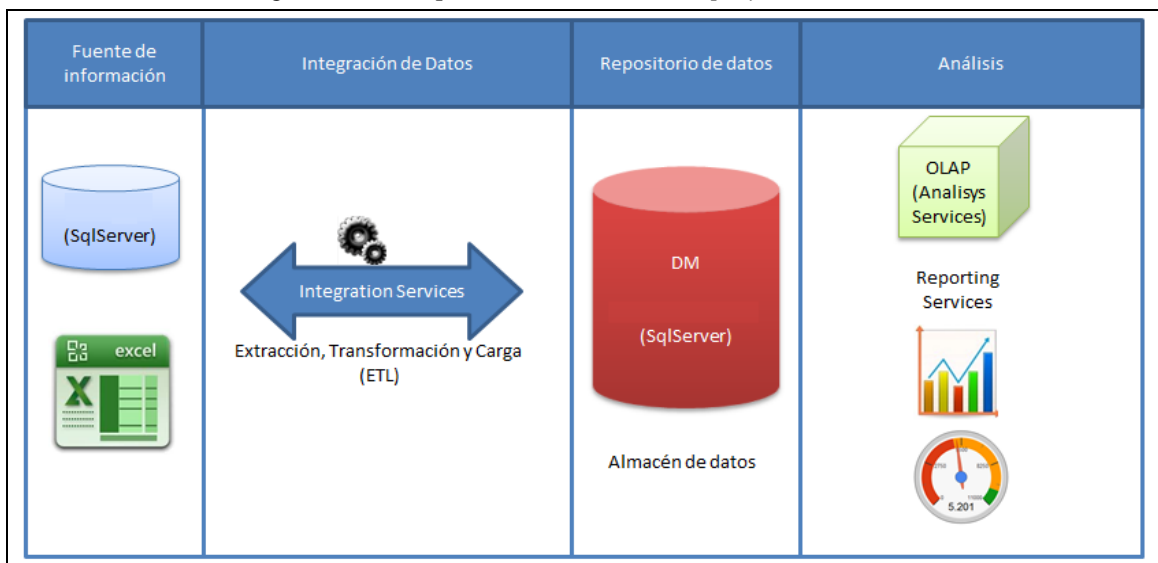 Fuente de
información
Integración de Datos
Repositorio de datos
Análisis
(SqlServer)
excel
Integration Services
Extracción, Transformación y Carga
(ETL)
DM
(SqlServer)
Almacén de datos
OLAP
(Analisys
Services)
Reporting
Services
5.201